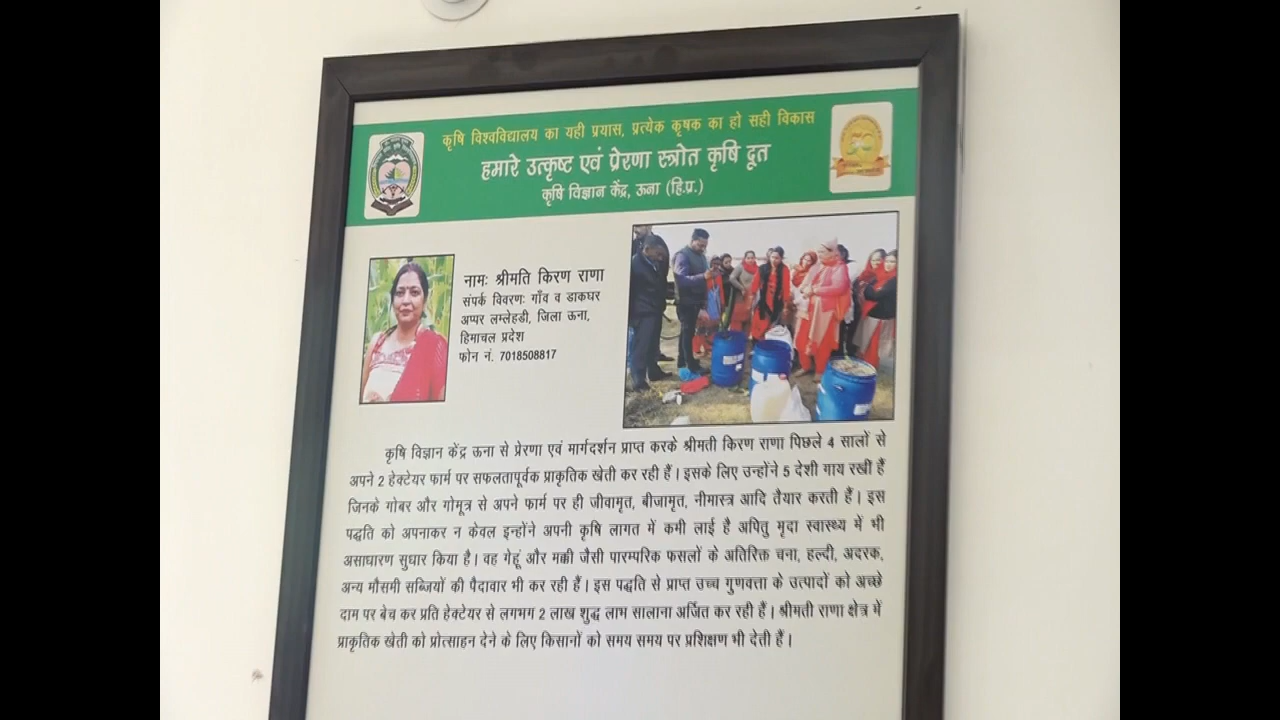 कृषि विश्वविद्यालय का यही प्रयास, प्रत्येक कृषक का हो सही विकास
हमारे उत्कृष्ट एवं प्रेरणा स्त्रोत कृषि दूत
कृषि विज्ञान केंद्र, ऊना (हि.प्र.)
नामः श्रीमति किरण राणा
संपर्क विवरणः गाँव व डाकघर
अप्पर लम्लेहडी, जिला ऊना,
हिमाचल प्रदेश
फोन नं. 7018508817
कृषि विज्ञान केंद्र ऊना से प्रेरणा एवं मार्गदर्शन प्राप्त करके श्रीमती किरण राणा पिछले 4 सालों से
अपने 2 हेक्टेयर फार्म पर सफलतापूर्वक प्राकृतिक खेती कर रही हैं। इसके लिए उन्होंने 5 देशी गाय रखीं हैं
जिनके गोबर और गोमूत्र से अपने फार्म पर ही जीवामृत, बीजामृत, नीमास्त्र आदि तैयार करती हैं। इस
पद्धति को अपनाकर न केवल इन्होंने अपनी कृषि लागत में कमी लाई है अपितु मृदा स्वास्थ्य में भी
असाधारण सुधार किया है। वह गेहूं और मक्की जैसी पारम्परिक फसलों के अतिरिक्त चना, हल्दी, अदरक,
अन्य मौसमी सब्जियों की पैदावार भी कर रही हैं। इस पद्धति से प्राप्त उच्च गुणवत्ता के उत्पादों को अच्छे
दाम पर बेच कर प्रति हेक्टेयर से लगभग 2 लाख शुद्ध लाभ सालाना अर्जित कर रही हैं। श्रीमती राणा क्षेत्र में
प्राकृतिक खेती को प्रोत्साहन देने के लिए किसानों को समय समय पर प्रशिक्षण भी देती हैं।